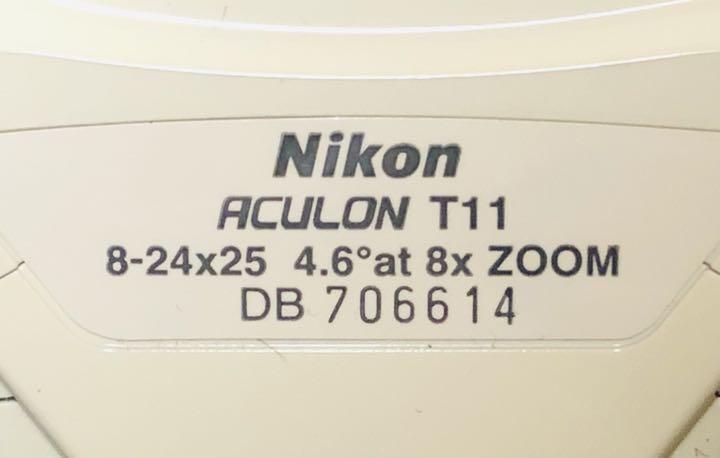 Nikon
ACULON T11
8-24x25 4.6°at 8x ZOOM
DB 706614